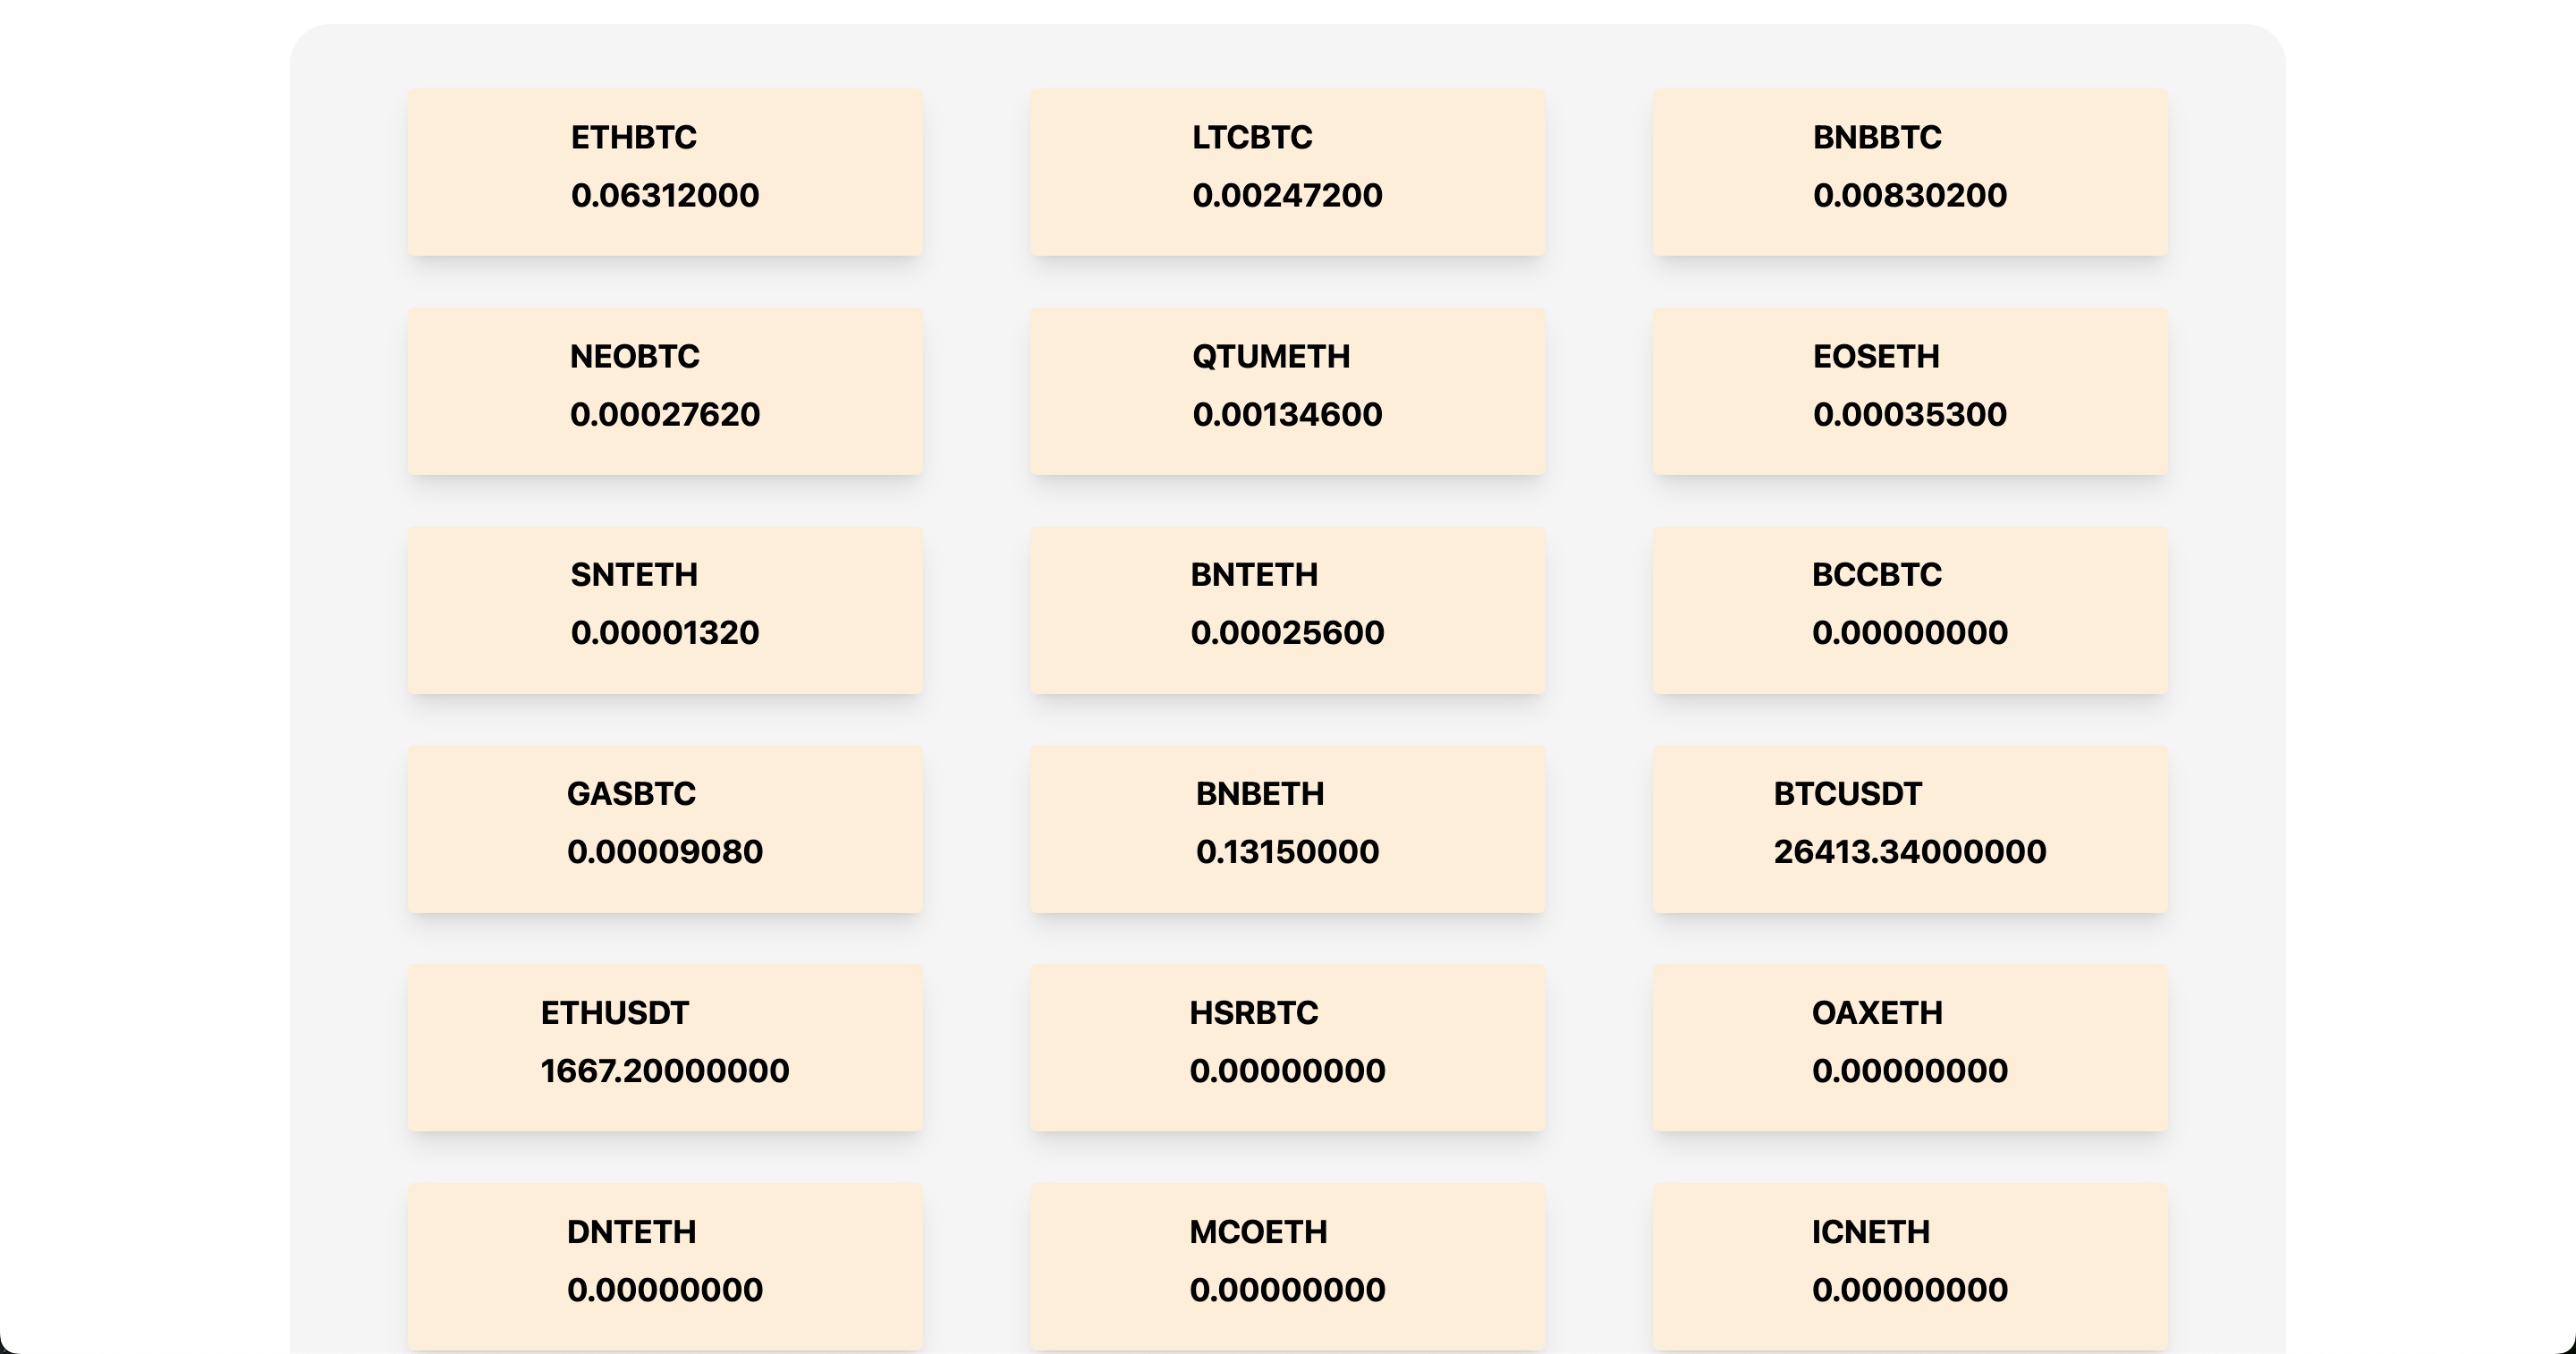 ETHBTC
0.06312000
LTCBTC
0.00247200
BNBBTC
0.00830200
NEOBTC
0.00027620
QTUMETH
0.00134600
EOSETH
0.00035300
SNTETH
0.00001320
BNTETH
0.00025600
BCCBTC
0.00000000
GASBTC
0.00009080
BNBETH
0.13150000
BTCUSDT
26413.34000000
ETHUSDT
1667.20000000
HSRBTC
0.00000000
OAXETH
0.00000000
DNTETH
0.00000000
MCOETH
0.00000000
ICNETH
0.00000000